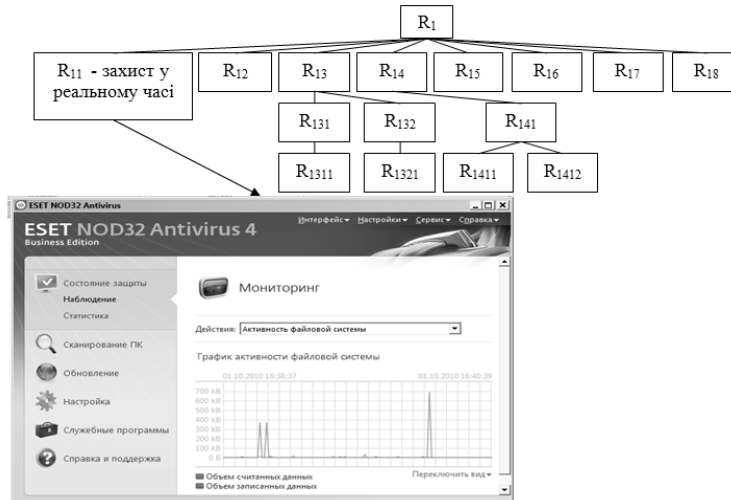 R1
R11 - захист у
реальному часі
R12
R13
R14
R15
R16
R17
R18
R131
R132
R141
R1311
R1321
R1411
R1412
ESET NOD32 Antivirus
Интерфейс Настройки Сервис Справка
ESET NOD32 Antivirus 4
Business Edition
Состояние защиты
Наблюдение
Статистика
Сканирование ПК
Обновление
Настройка
Служебные программы
Справка и поддержка
Мониторинг
Действия: Активность файловой системы
График активности файловой системы
01.10.2010 16:38:37 01.10.2010 16:40:39
700 kB
600 kB
500 kB
400 kB
300 kB
200 kB
100 kB
0 B
Объем считанных данных
Объем записанных данных
Переключить вид